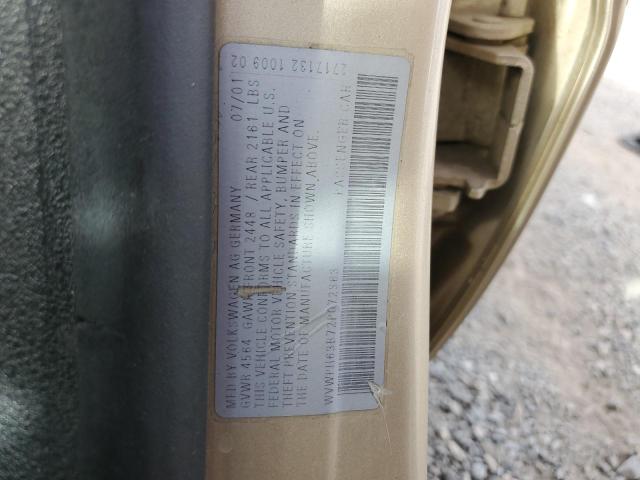 MFD BY VOLKSWAGEN AG GERMANY 07/01
GVWR 4564 GAWR FRONT 2448 / REAR 2161 LBS
THIS VEHICLE CONFORMS TO ALL APPLICABLE U.S.
FEDERAL MOTOR VEHICLE SAFETY, BUMPER AND
THEFT PREVENTION STANDARDS IN EFFECT ON
THE DATE OF MANUFACTURE SHOWN ABOVE.
PASSENGER CAR
2717132 1009 02